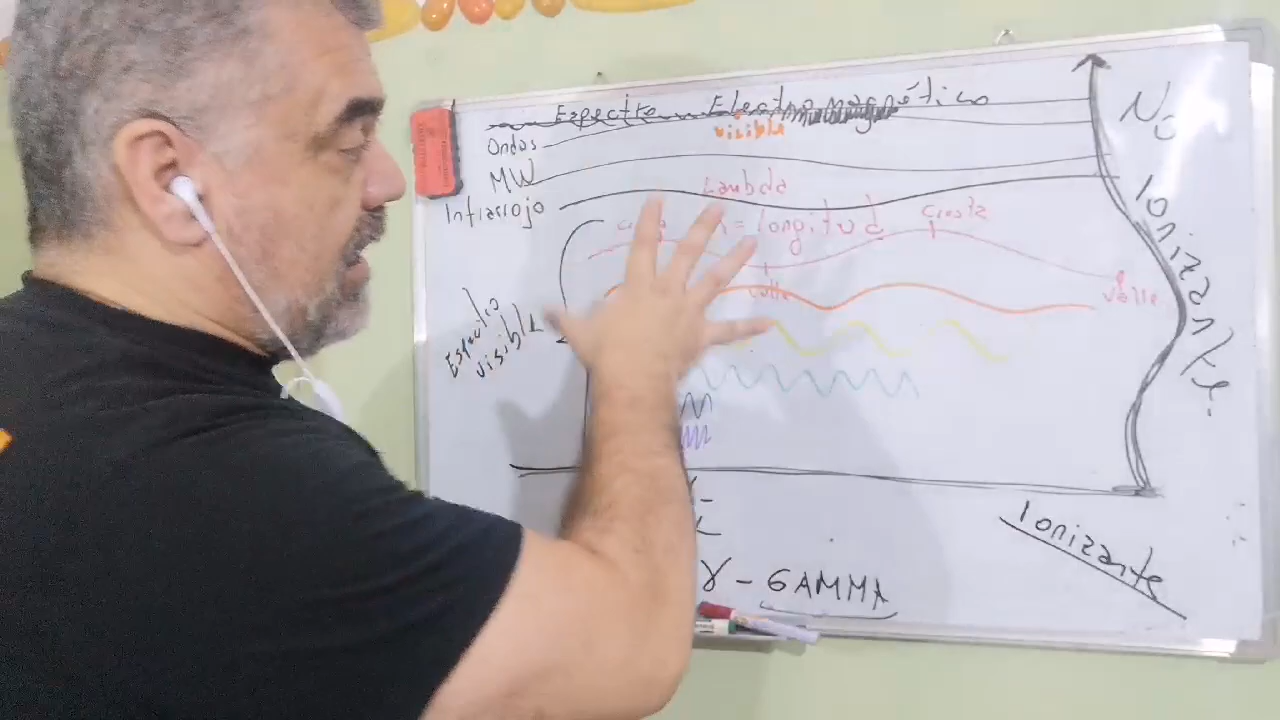 Espectro Electromagnético
visible
Ondas
MW
Infrarrojo
Lambda
= longitud
cresta
valle
valle
Espectro
visible
No
Ionizante.
Ionizante
γ - GAMMA